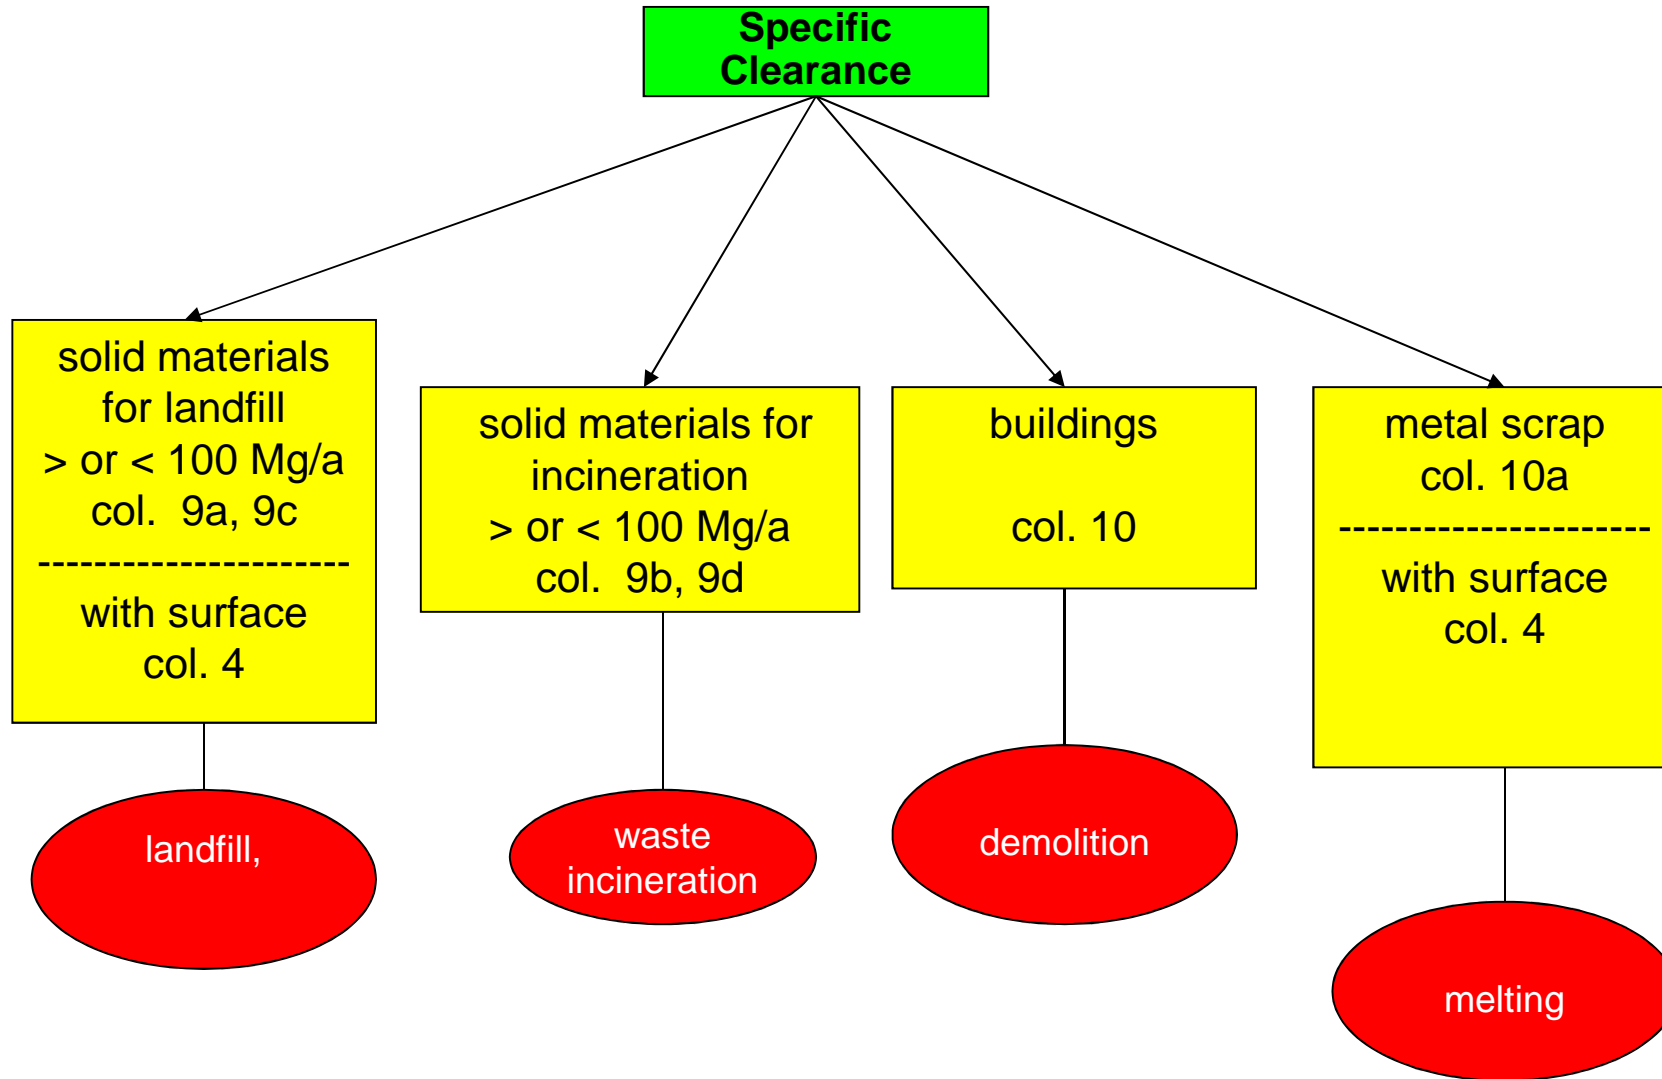 Specific
Clearance
solid materials
for landfill
> or < 100 Mg/a
col.  9a, 9c
----------------------
with surface
col. 4
solid materials for
incineration
> or < 100 Mg/a
col.  9b, 9d
buildings
col. 10
metal scrap
col. 10a
----------------------
with surface
col. 4
landfill,
waste
incineration
demolition
melting